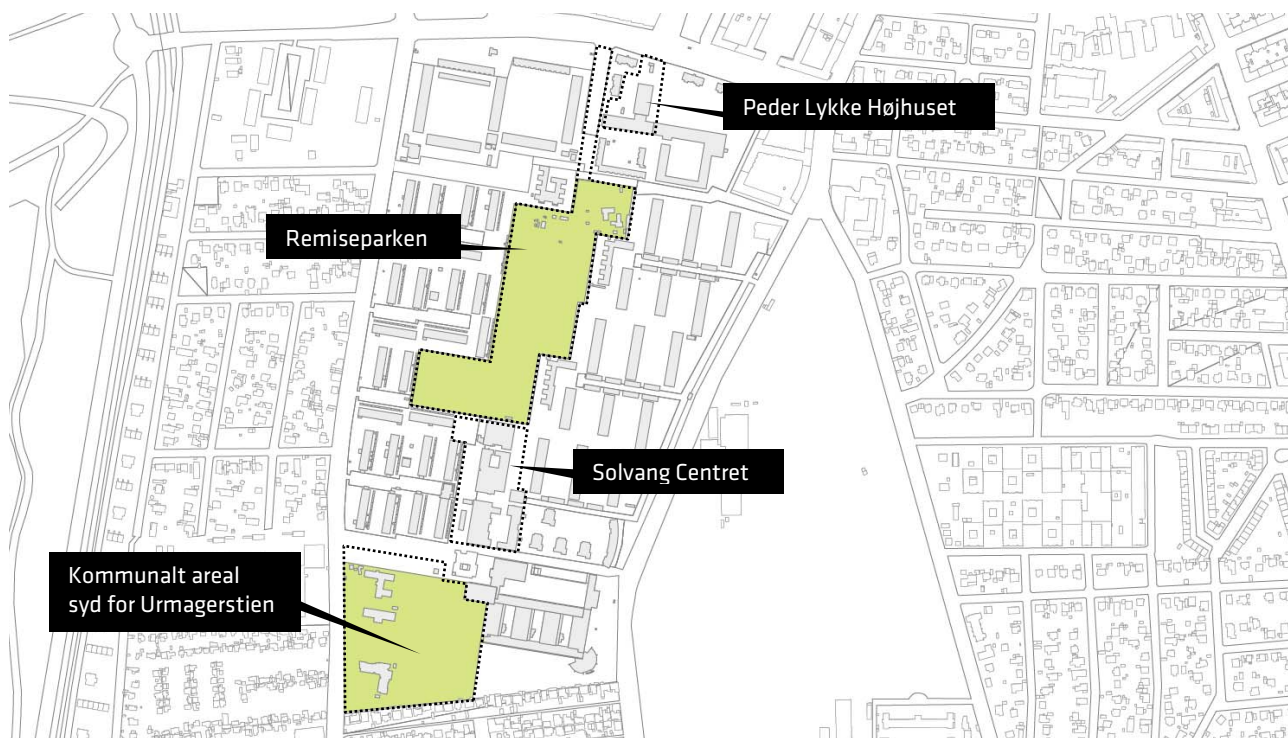 Peder Lykke Højhuset
Remiseparken
Solvang Centret
Kommunalt areal
syd for Urmagerstien